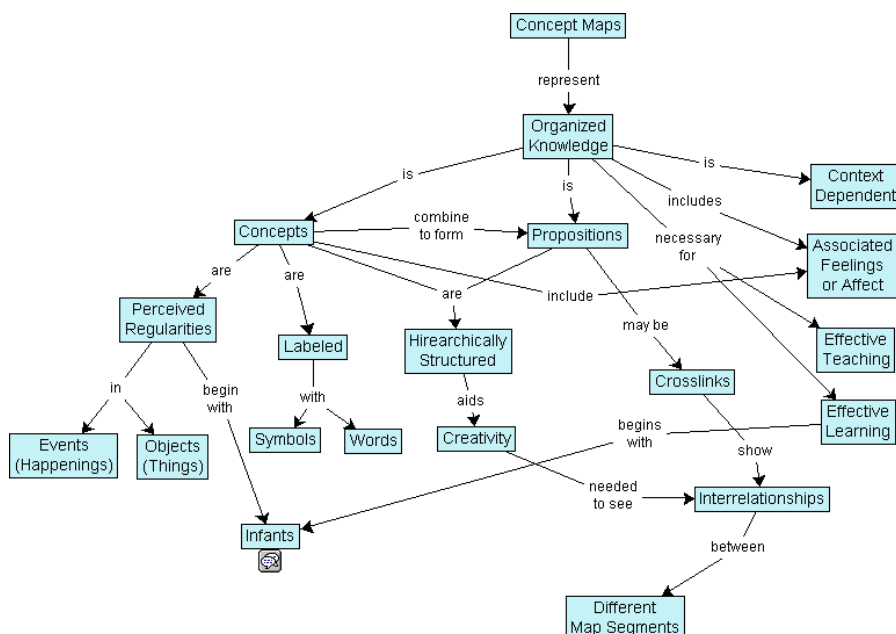 Concept Maps
represent
Organized
Knowledge
is
is
is
Context
Dependent
includes
combine
to form
necessary
for
Concepts
Propositions
Associated
Feelings
or Affect
are
are
are
include
Perceived
Regularities
may be
Labeled
Hirearchically
Structured
Effective
Teaching
Crosslinks
in
begin
with
with
aids
Effective
Learning
Events
(Happenings)
Objects
(Things)
Symbols
Words
Creativity
begins
with
show
needed
to see
Interrelationships
Infants
between
Different
Map Segments